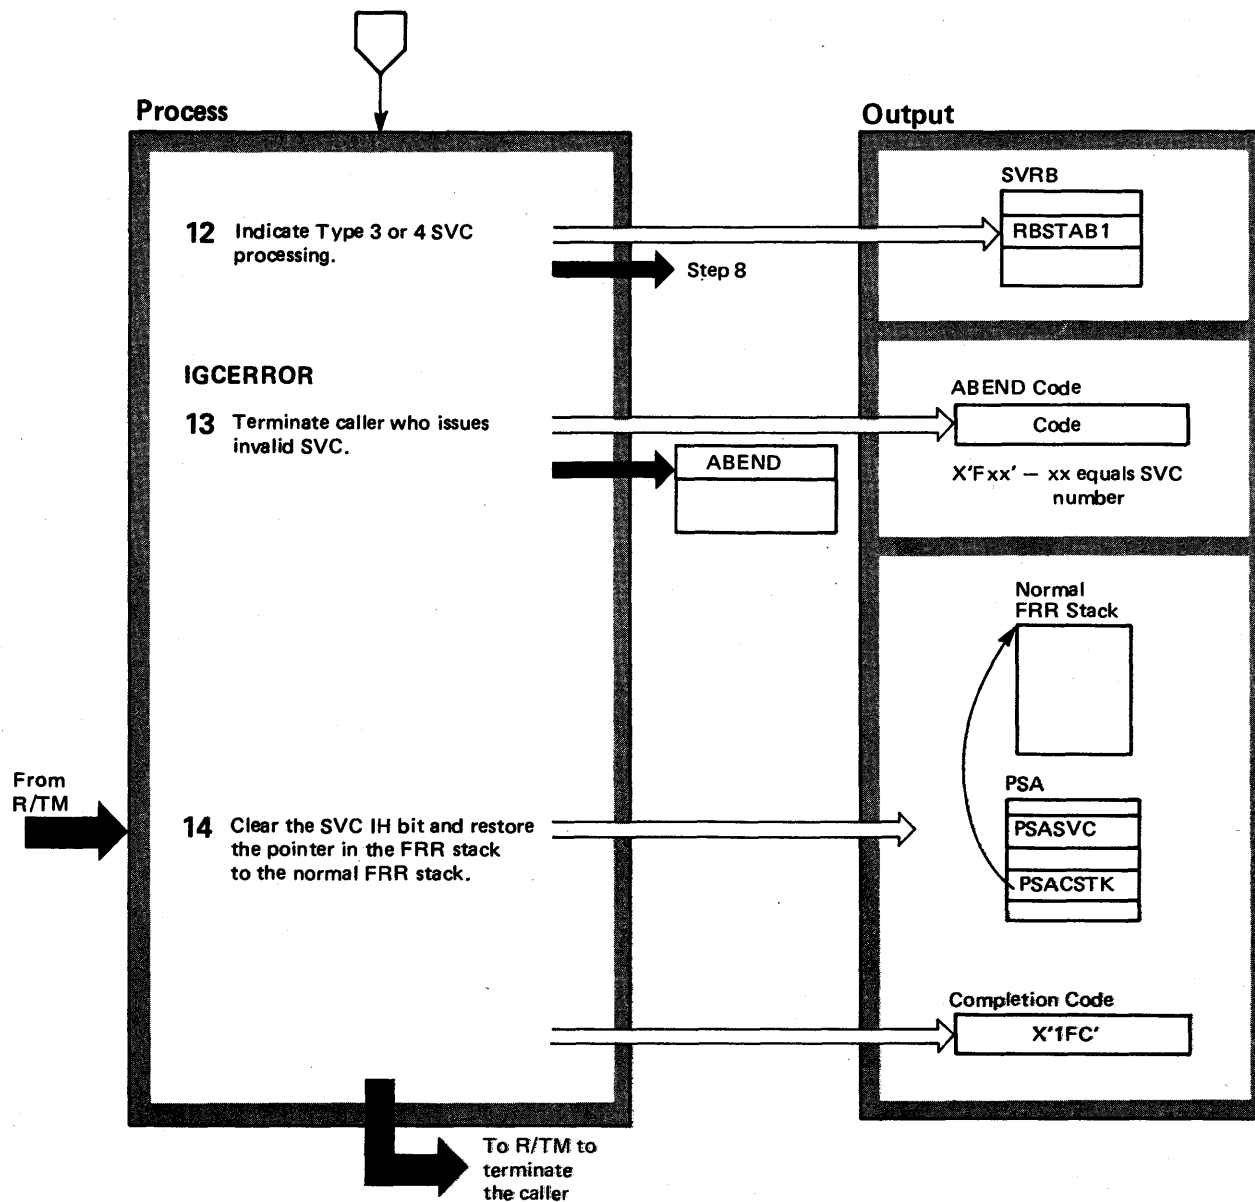 Process
Output
SVRB
RBSTAB1
12 Indicate Type 3 or 4 SVC
processing.
Step 8
IGCERROR
13 Terminate caller who issues
invalid SVC.
ABEND
ABEND Code
Code
X'Fxx' — xx equals SVC
number
Normal
FRR Stack
From
R/TM
14 Clear the SVC IH bit and restore
the pointer in the FRR stack
to the normal FRR stack.
PSA
PSASVC
PSACSTK
Completion Code
X'1FC'
To R/TM to
terminate
the caller